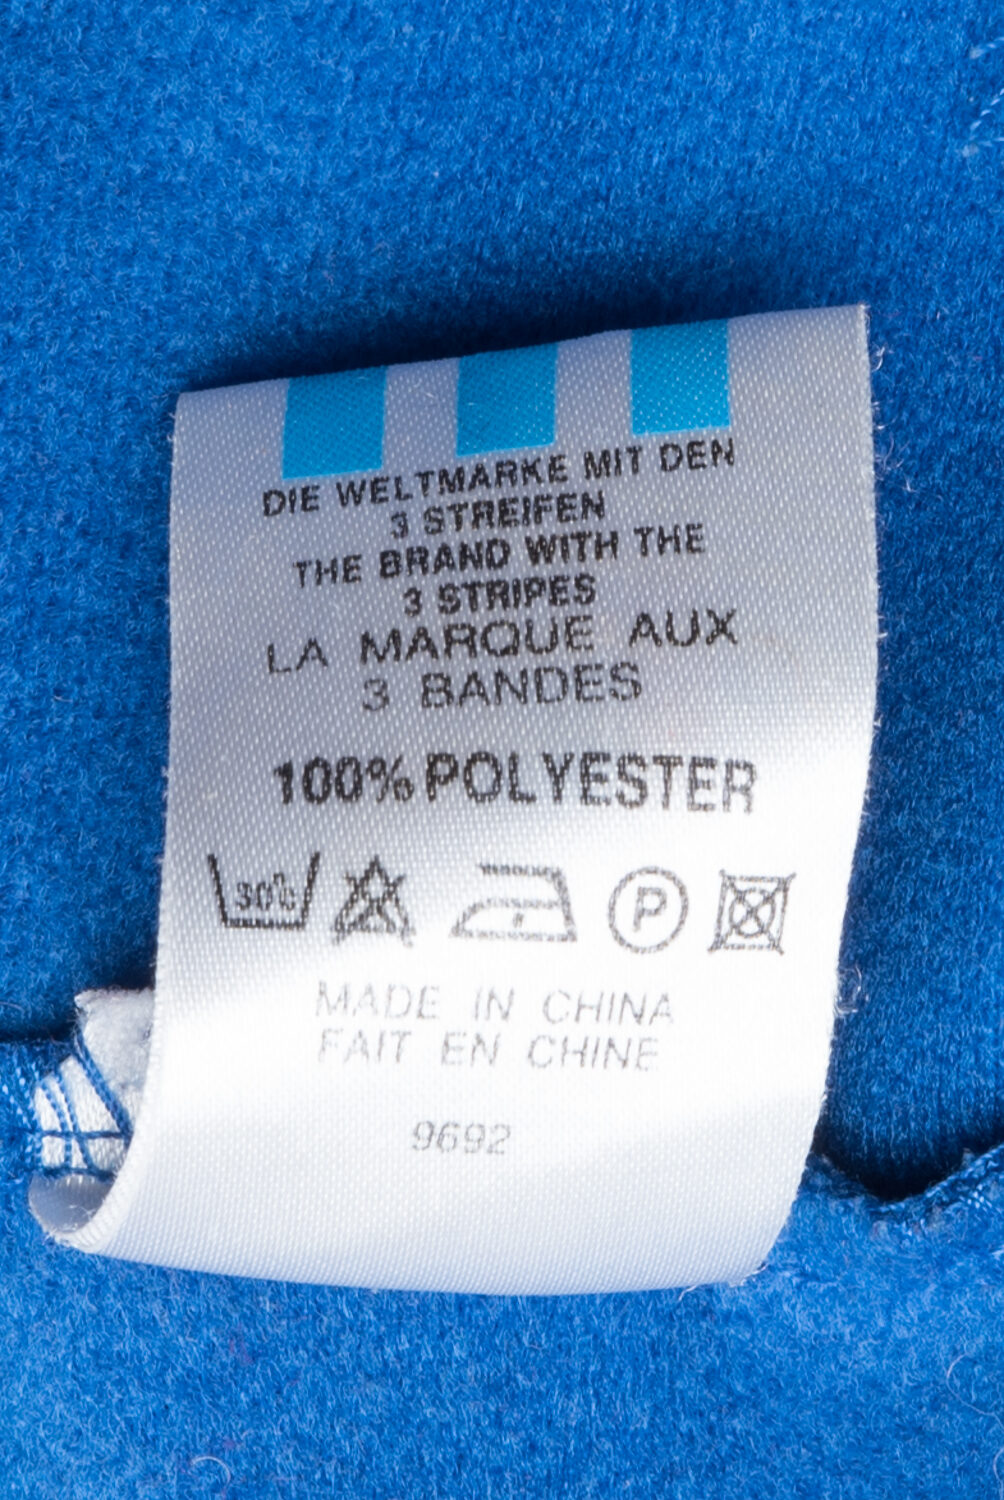 DIE WELTMARKE MIT DEN
3 STREIFEN
THE BRAND WITH THE
3 STRIPES
LA MARQUE AUX
3 BANDES
100% POLYESTER
30°C P
MADE IN CHINA
FAIT EN CHINE
9692